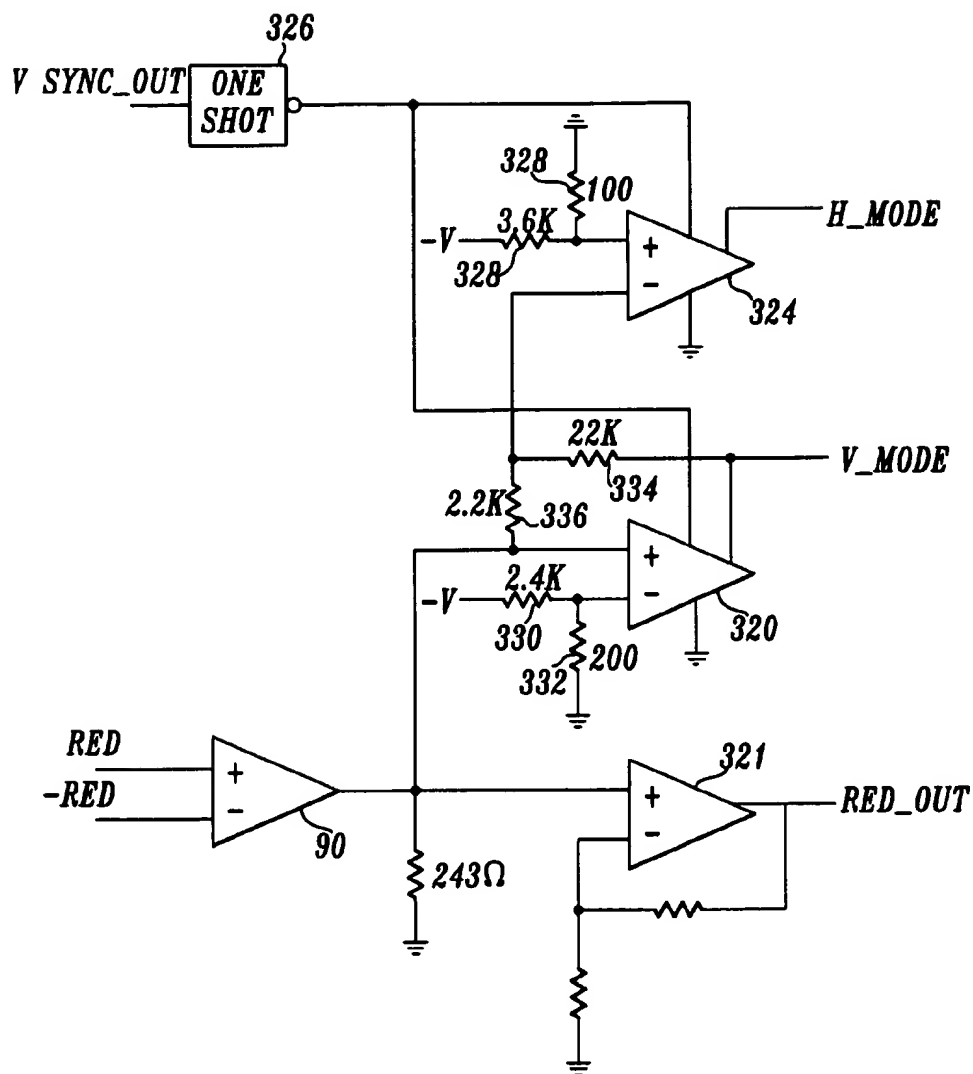 326
V SYNC_OUT
ONE
SHOT
328
100
3.6K
-V
328
+
-
H_MODE
324
22K
334
V_MODE
2.2K
336
+
-
2.4K
-V
330
320
332
200
RED
-RED
+
-
90
321
+
-
RED_OUT
243Ω